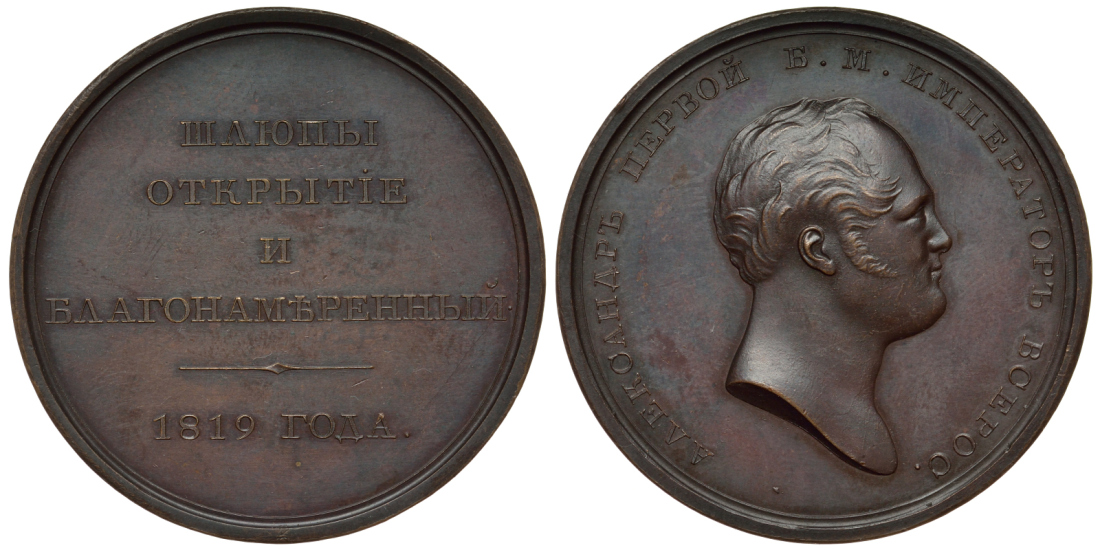 ШЛЮПЫ
ОТКРЫТІЕ
И
БЛАГОНАМѢРЕННЫЙ
1819 ГОДА.
АЛЕКСАНДРЪ ПЕРВОЙ Б. М. ИМПЕРАТОРЪ ВСЕРОС.